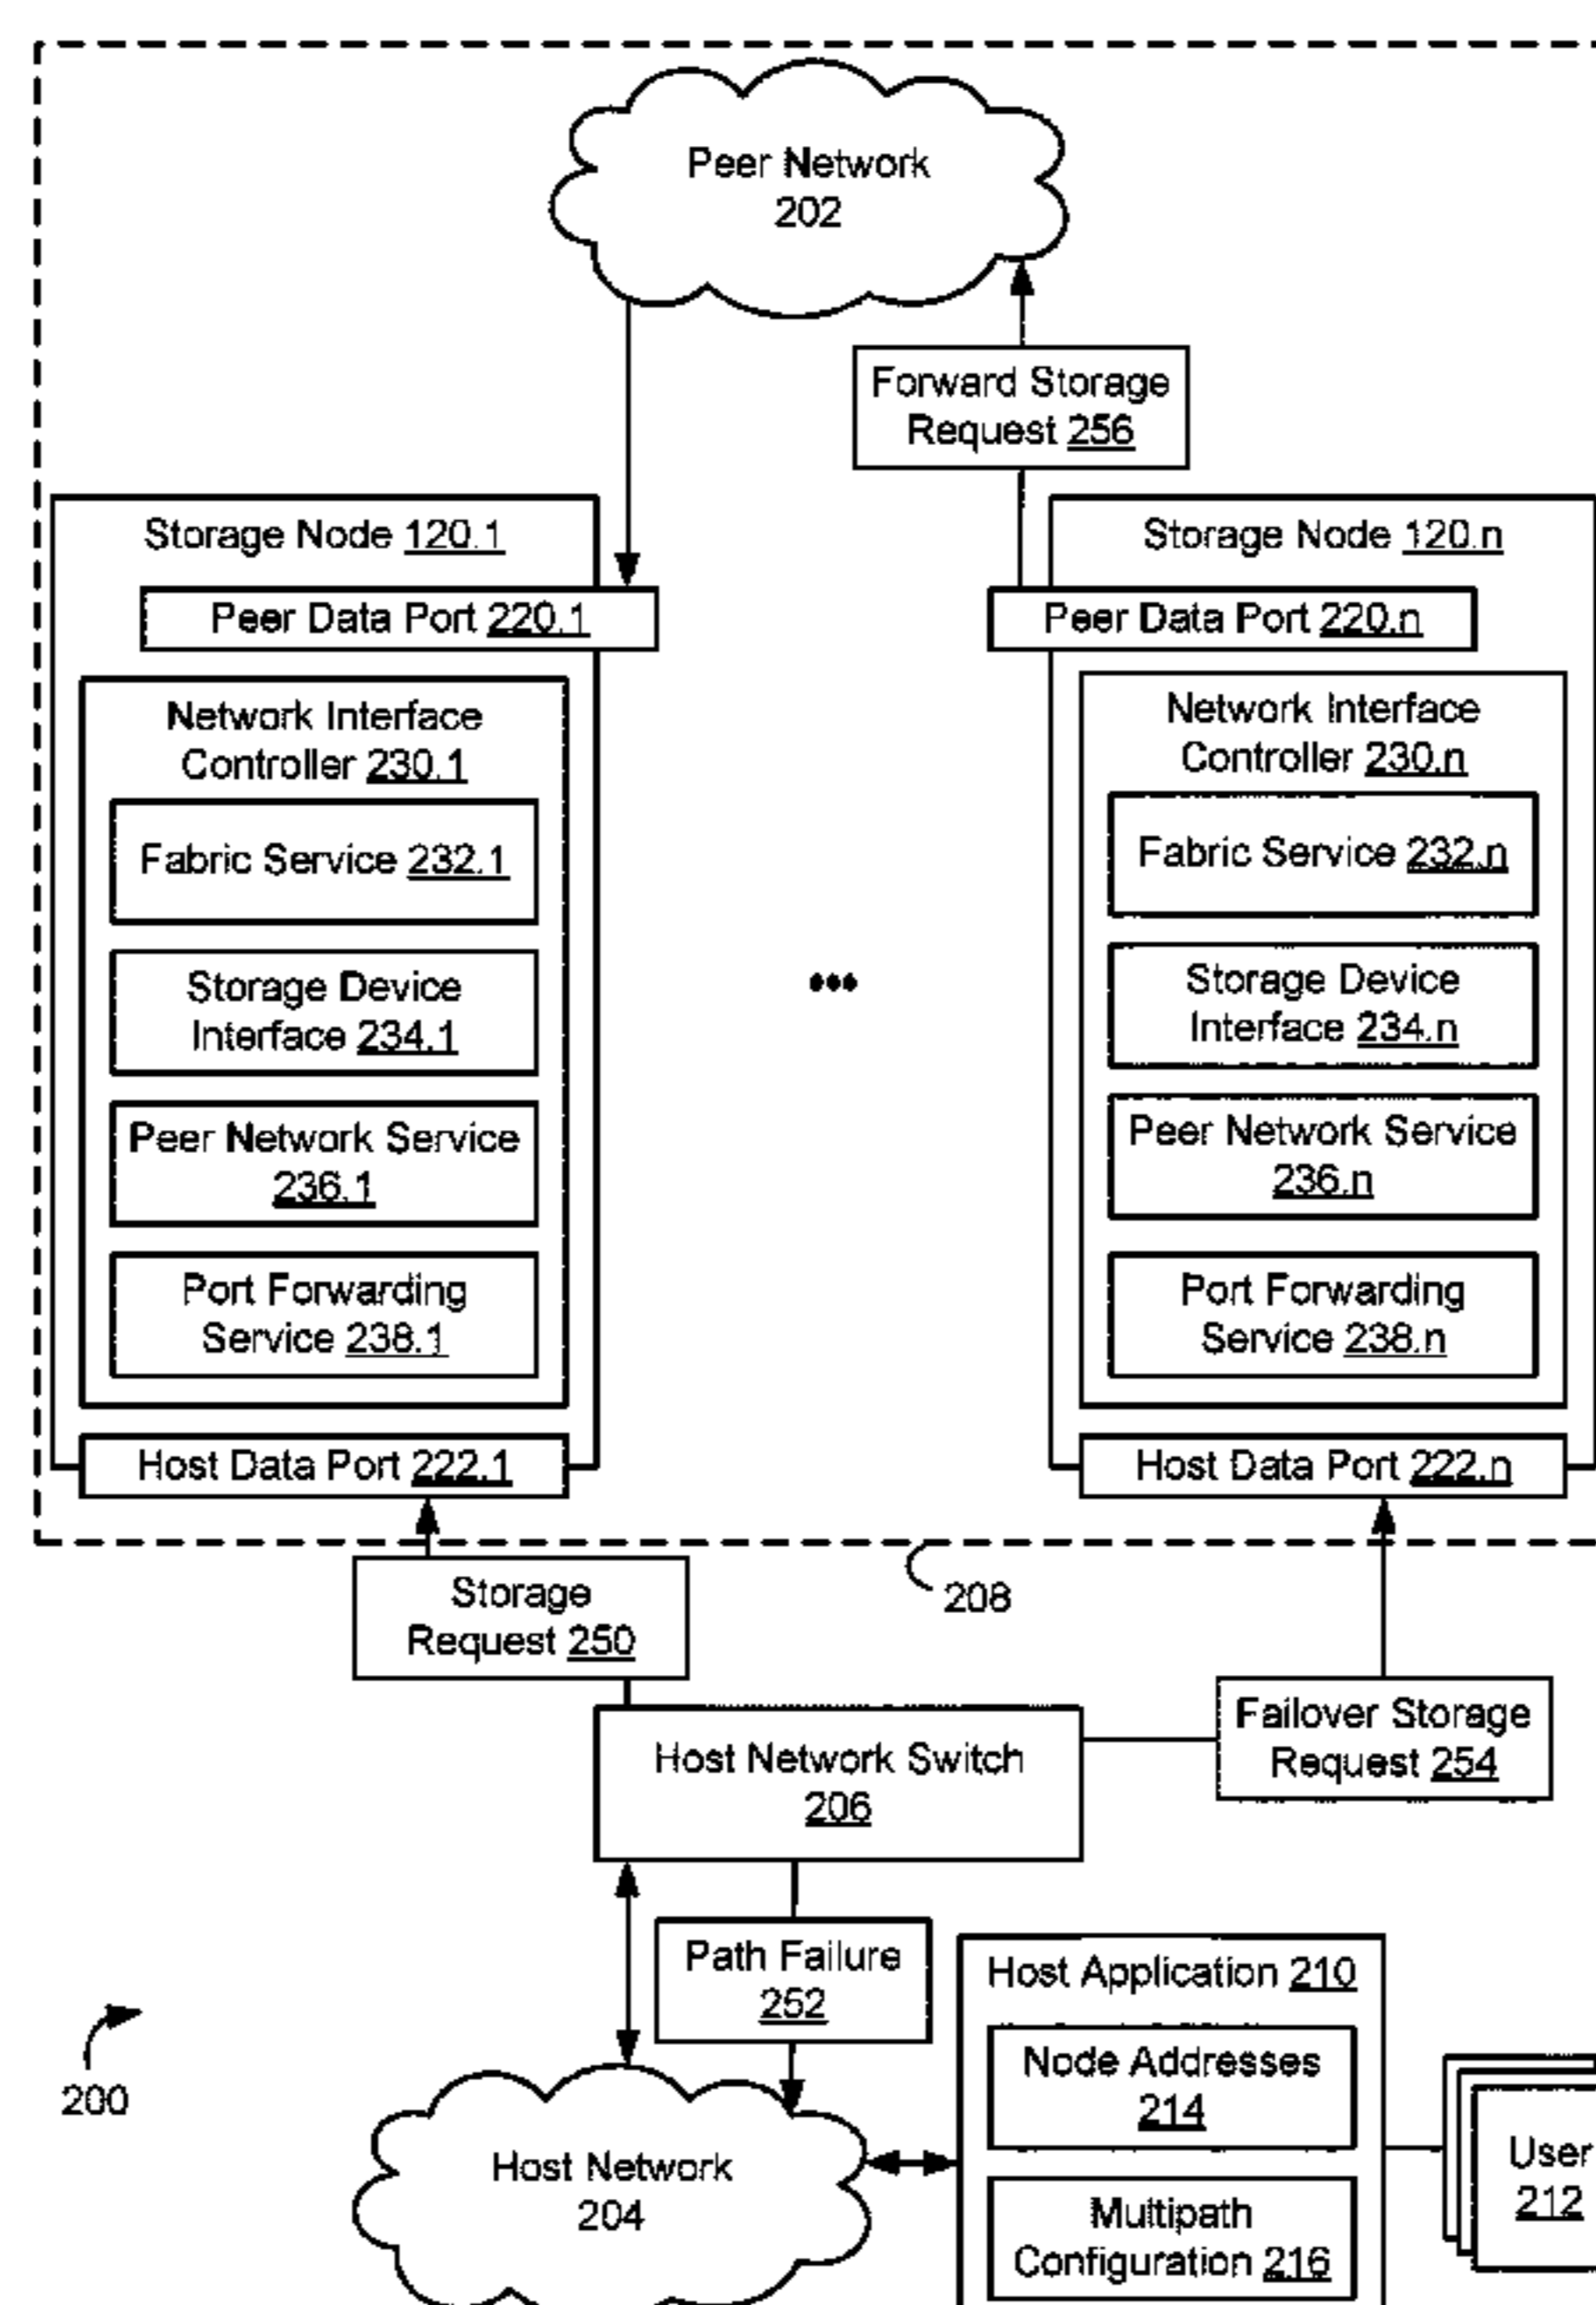 Peer Network
202
Forward Storage
Request 256
Storage Node 120.1
Peer Data Port 220.1
Network Interface
Controller 230.1
Fabric Service 232.1
Storage Device
Interface 234.1
Peer Network Service
236.1
Port Forwarding
Service 238.1
Host Data Port 222.1
•••
Storage Node 120.n
Peer Data Port 220.n
Network Interface
Controller 230.n
Fabric Service 232.n
Storage Device
Interface 234.n
Peer Network Service
236.n
Port Forwarding
Service 238.n
Host Data Port 222.n
208
Storage
Request 250
Failover Storage
Request 254
Host Network Switch
206
Path Failure
252
Host Application 210
Node Addresses
214
Multipath
Configuration 216
User
212
200
Host Network
204